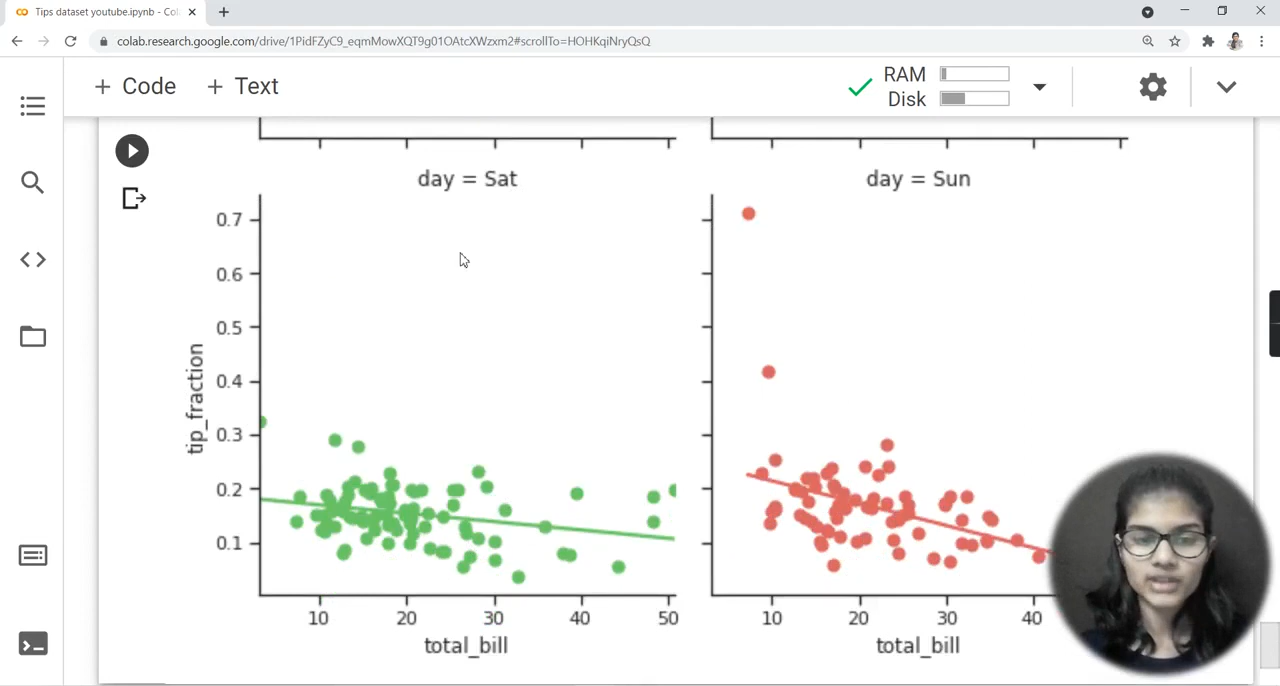 Tips dataset youtube.ipynb - Col
colab.research.google.com/drive/1PidFZyC9_eqmMowXQT9g01OAtcXWzxm2#scrollTo=HOHKqiNryQsQ
+ Code + Text
RAM
Disk
day = Sat
day = Sun
0.7
0.6
0.5
0.4
0.3
0.2
0.1
tip_fraction
10 20 30 40 50
10 20 30 40
total_bill
total_bill